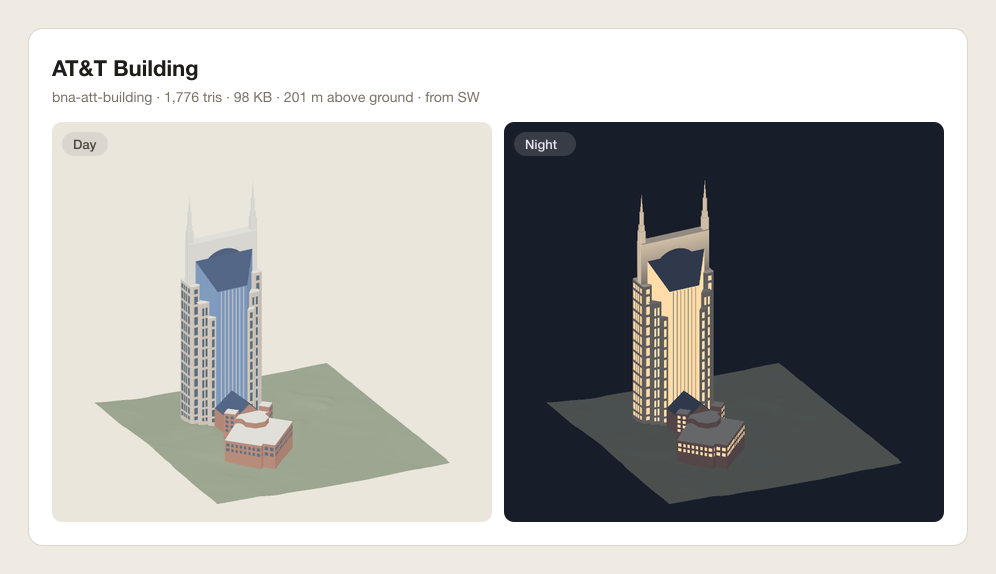 AT&T Building
bna-att-building · 1,776 tris · 98 KB · 201 m above ground · from SW
Day
Night